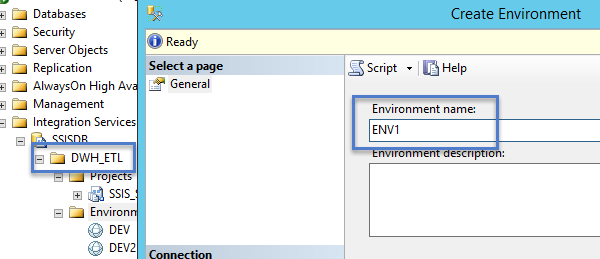 Databases
Security
Server Objects
Replication
AlwaysOn High Ava
Management
Integration Services
SSISDB
DWH_ETL
Projects
SSIS_S
Environm
DEV
DEV2
Create Environment
Ready
Select a page
General
Connection
Script
Help
Environment name:
ENV1
Environment description: